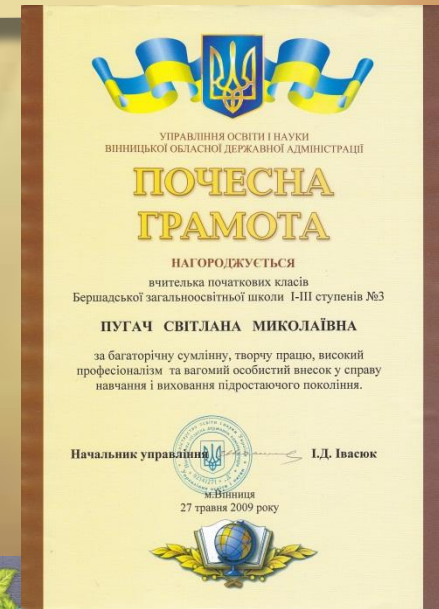 УПРАВЛІННЯ ОСВІТИ І НАУКИ
ВІННИЦЬКОЇ ОБЛАСНОЇ ДЕРЖАВНОЇ АДМІНІСТРАЦІЇ
ПОЧЕСНА
ГРАМОТА
НАГОРОДЖУЄТЬСЯ
вчителька початкових класів
Бершадської загальноосвітньої школи І-ІІІ ступенів №3
ПУГАЧ СВІТЛАНА МИКОЛАЇВНА
за багаторічну сумлінну, творчу працю, високий
професіоналізм та вагомий особистий внесок у справу
навчання і виховання підростаючого покоління.
Начальник управління І.Д. Івасюк
м.Вінниця
27 травня 2009 року